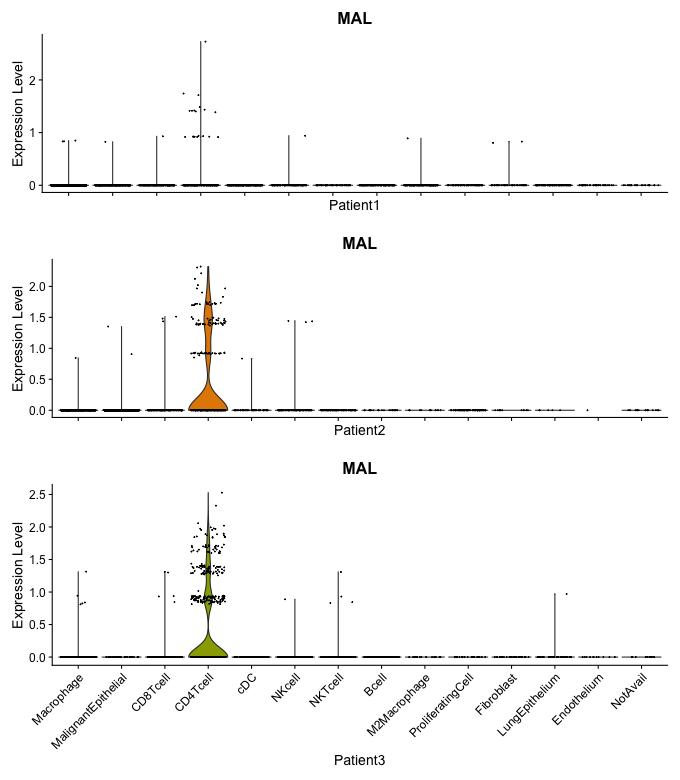 MAL
Expression Level
2
1
0
Patient1
MAL
Expression Level
2.0
1.5
1.0
0.5
0.0
Patient2
MAL
Expression Level
2.5
2.0
1.5
1.0
0.5
0.0
Macrophage
MalignantEpithelial
CD8Tcell
CD4Tcell
cDC
NKcell
NKTcell
Bcell
M2Macrophage
ProliferatingCell
Fibroblast
LungEpithelium
Endothelium
NotAvail
Patient3